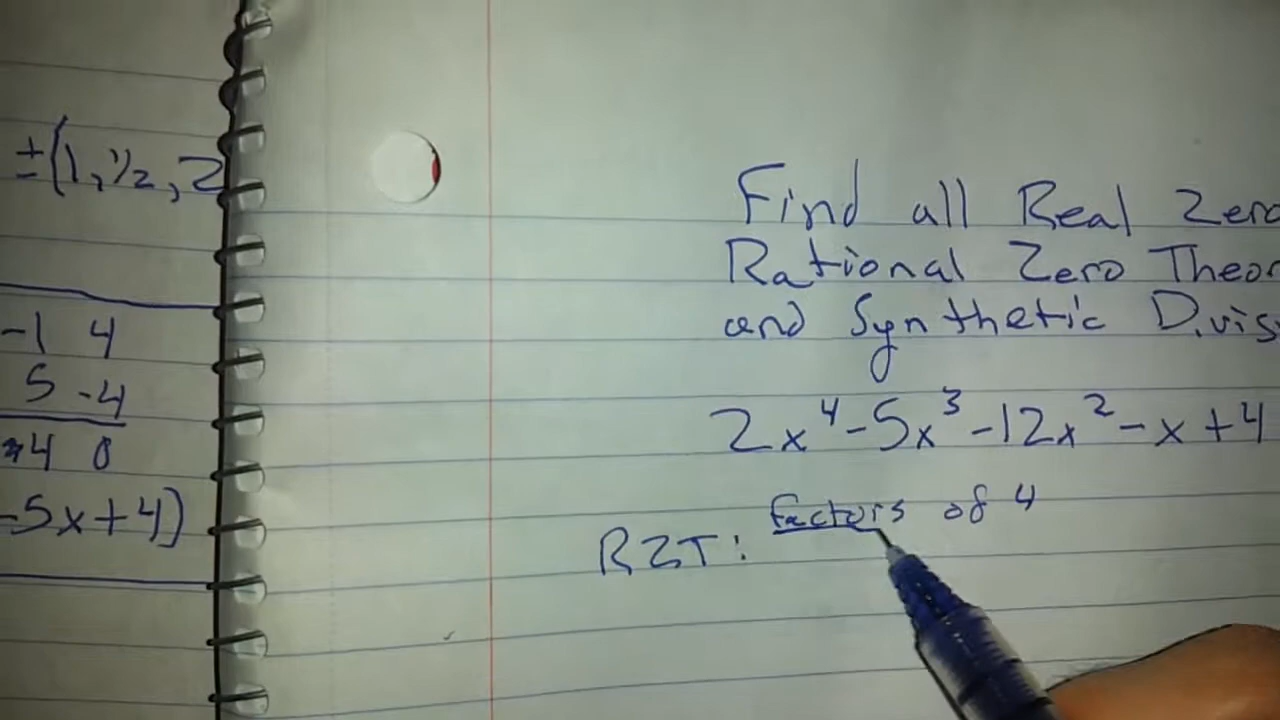 ±(1, 1/2, 2
-1 4
5 -4
4 0
-5x+4)
Find all Real Zero
Rational Zero Theor
and Synthetic Divis
2x⁴-5x³-12x²-x+4
RZT: factors of 4